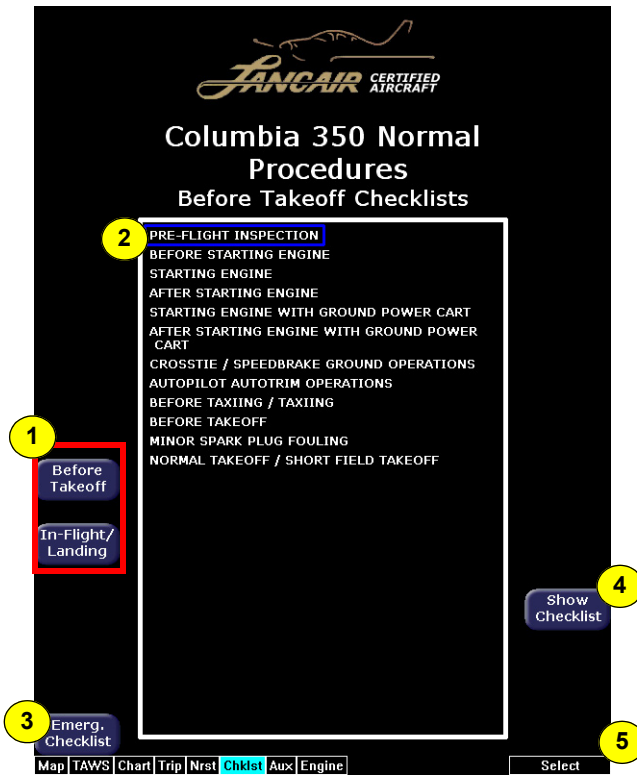 LANCAIR CERTIFIED
AIRCRAFT
Columbia 350 Normal
Procedures
Before Takeoff Checklists
2
PRE-FLIGHT INSPECTION
BEFORE STARTING ENGINE
STARTING ENGINE
AFTER STARTING ENGINE
STARTING ENGINE WITH GROUND POWER CART
AFTER STARTING ENGINE WITH GROUND POWER
CART
CROSSTIE / SPEEDBRAKE GROUND OPERATIONS
AUTOPILOT AUTOTRIM OPERATIONS
BEFORE TAXIING / TAXIING
BEFORE TAKEOFF
MINOR SPARK PLUG FOULING
NORMAL TAKEOFF / SHORT FIELD TAKEOFF
1
Before
Takeoff
In-Flight/
Landing
4
Show
Checklist
3
Emerg.
Checklist
5
Map TAWS Chart Trip Nrst Chklst Aux Engine Select